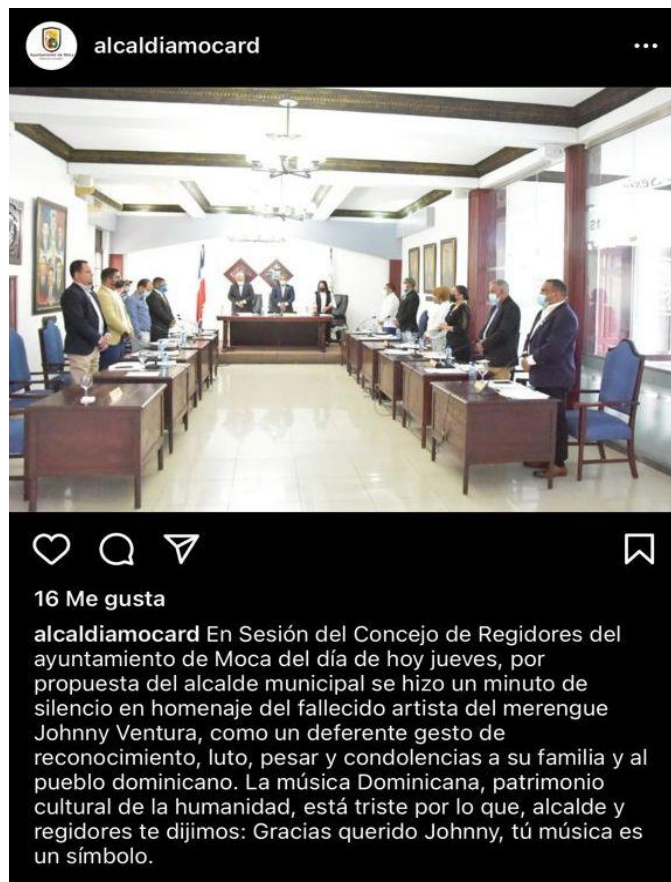 Ayuntamiento de Moca
alcaldiamocard
16 Me gusta
alcaldiamocard En Sesión del Concejo de Regidores del
ayuntamiento de Moca del día de hoy jueves, por
propuesta del alcalde municipal se hizo un minuto de
silencio en homenaje del fallecido artista del merengue
Johnny Ventura, como un deferente gesto de
reconocimiento, luto, pesar y condolencias a su familia y al
pueblo dominicano. La música Dominicana, patrimonio
cultural de la humanidad, está triste por lo que, alcalde y
regidores te dijimos: Gracias querido Johnny, tú música es
un símbolo.